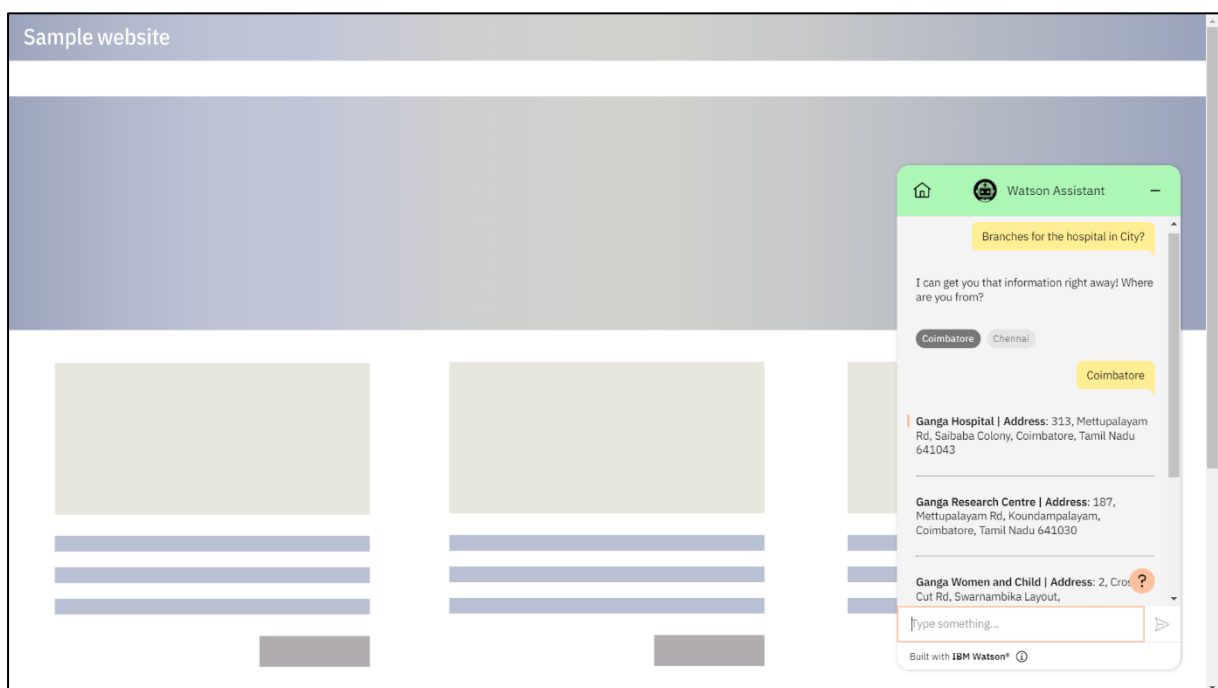 Sample website
Watson Assistant
Branches for the hospital in City?
I can get you that information right away! Where
are you from?
Coimbatore Chennai
Coimbatore
Ganga Hospital | Address: 313, Mettupalayam
Rd, Saibaba Colony, Coimbatore, Tamil Nadu
641043
Ganga Research Centre | Address: 187,
Mettupalayam Rd, Koundampalayam,
Coimbatore, Tamil Nadu 641030
Ganga Women and Child | Address: 2, ?
Cut Rd, Swarnambika Layout,
Type something...
Built with IBM Watson®